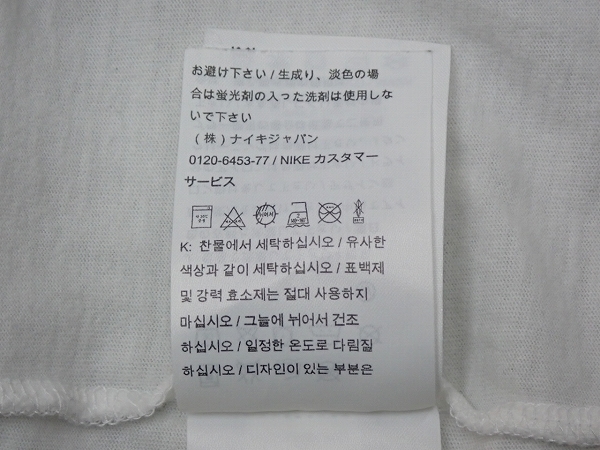 お避け下さい / 生成り、淡色の場
合は蛍光剤の入った洗剤は使用しな
いで下さい
（株）ナイキジャパン
0120-6453-77 / NIKE カスタマー
サービス
K: 찬물에서 세탁하십시오 / 유사한
색상과 같이 세탁하십시오 / 표백제
및 강력 효소제는 절대 사용하지
마십시오 / 그늘에 뉘어서 건조
하십시오 / 일정한 온도로 다림질
하십시오 / 디자인이 있는 부분은